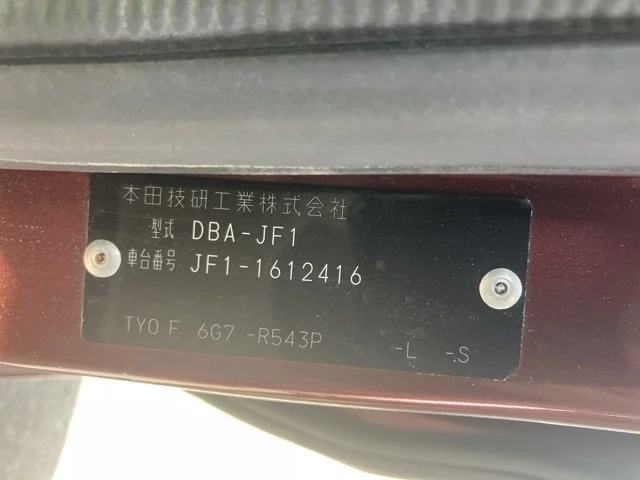 本田技研工業株式会社
型式 DBA-JF1
車台番号 JF1-1612416
TYO F 6G7 -R543P -L -S